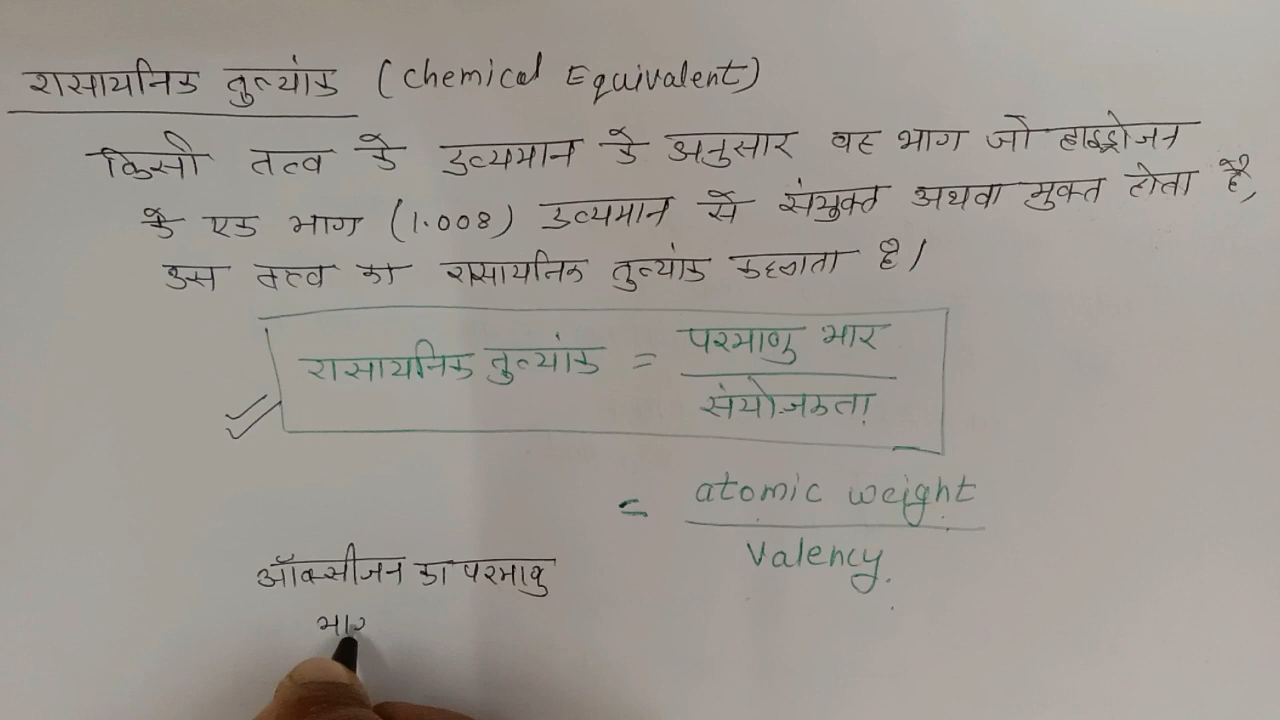 रासायनिक तुल्यांक (Chemical Equivalent)
किसी तत्व के द्रव्यमान के अनुसार वह भाग जो हाइड्रोजन
के एक भाग (1.008) द्रव्यमान से संयुक्त अथवा मुक्त होता है,
उस तत्व का रासायनिक तुल्यांक कहलाता है।
रासायनिक तुल्यांक = परमाणु भार
संयोजकता
= atomic weight
Valency
ऑक्सीजन का परमाणु
भार